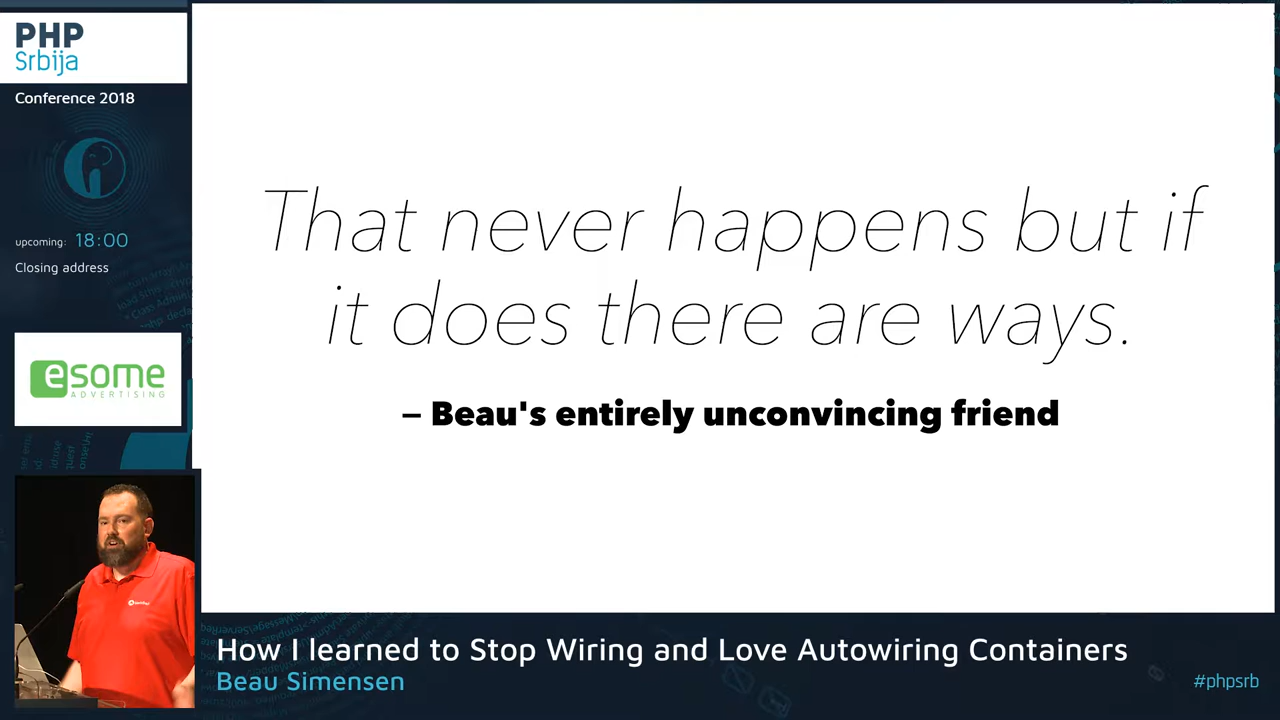 PHP
Srbija
Conference 2018
upcoming: 18:00
Closing address
esome
ADVERTISING
That never happens but if
it does there are ways.
– Beau's entirely unconvincing friend
How I learned to Stop Wiring and Love Autowiring Containers
Beau Simensen
#phpsrb